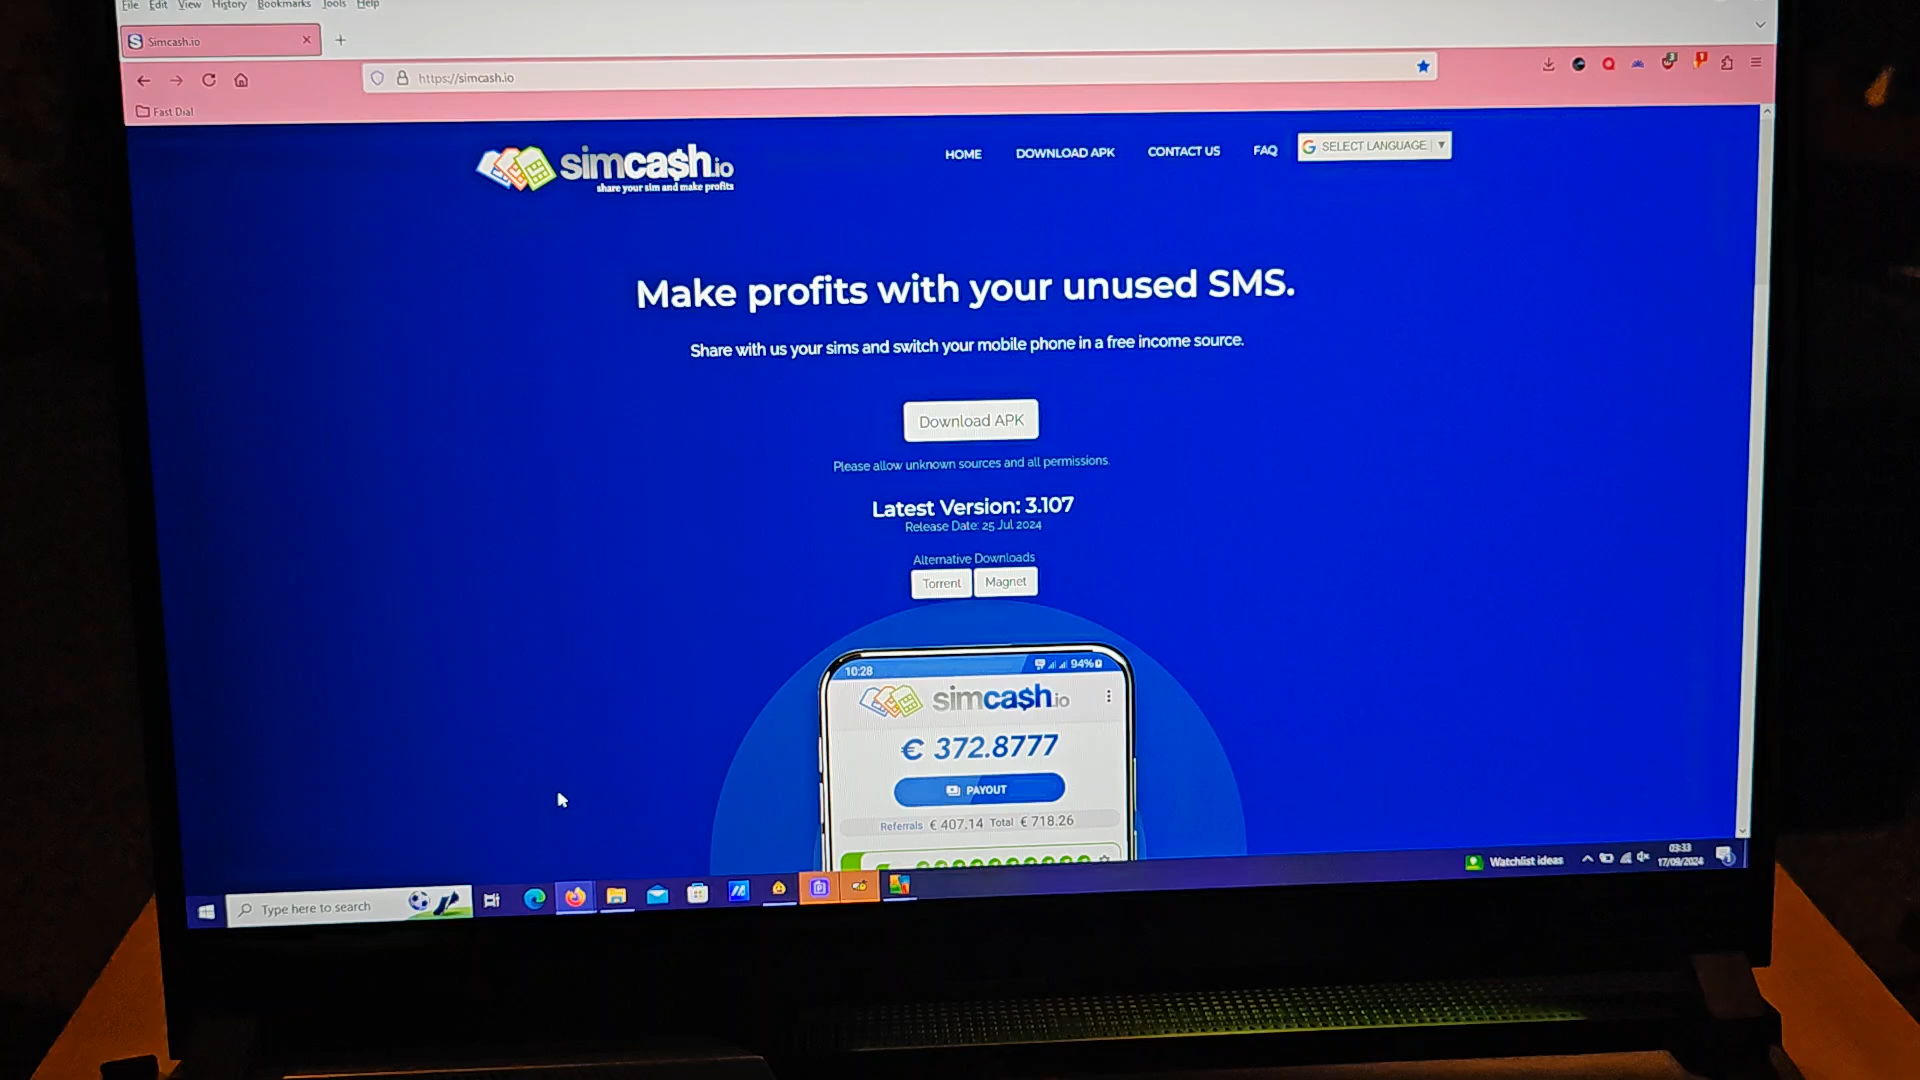 File Edit View History Bookmarks Tools Help
Simcash.io
https://simcash.io
Fast Dial
simca$h.io
share your sim and make profits
HOME DOWNLOAD APK CONTACT US FAQ SELECT LANGUAGE
Make profits with your unused SMS.
Share with us your sims and switch your mobile phone in a free income source.
Download APK
Please allow unknown sources and all permissions.
Latest Version: 3.107
Release Date: 25 Jul 2024
Alternative Downloads
Torrent Magnet
10:28 94%
simca$h.io
€ 372.8777
PAYOUT
Referrals € 407.14 Total € 718.26
Type here to search
Watchlist ideas
03:33
17/09/2024